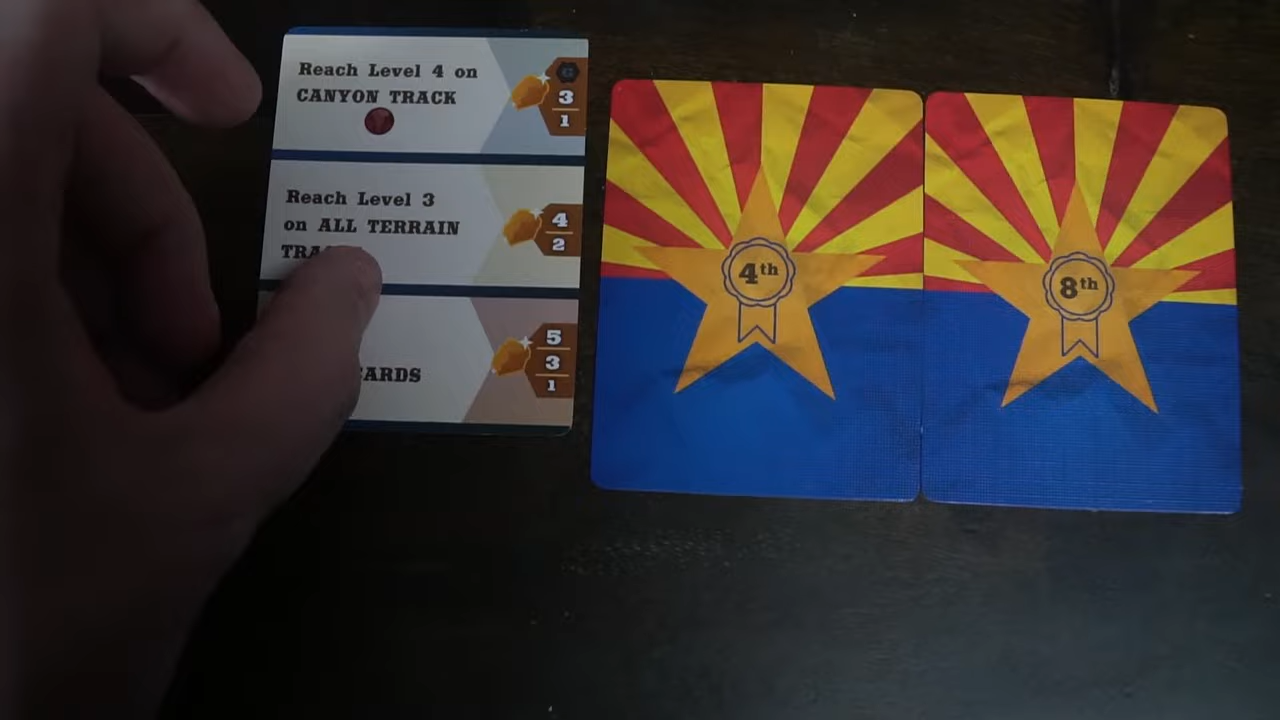 Reach Level 4 on
CANYON TRACK
3
1
Reach Level 3
on ALL TERRAIN
4
2
5
3
1
4th
8th